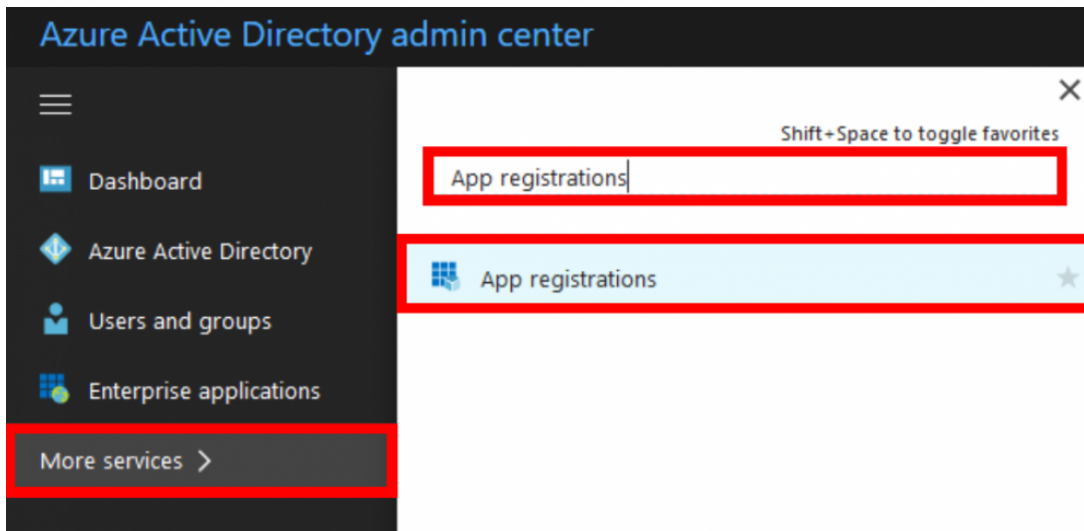 Azure Active Directory admin center
Shift+Space to toggle favorites
Dashboard
App registrations
Azure Active Directory
App registrations
Users and groups
Enterprise applications
More services